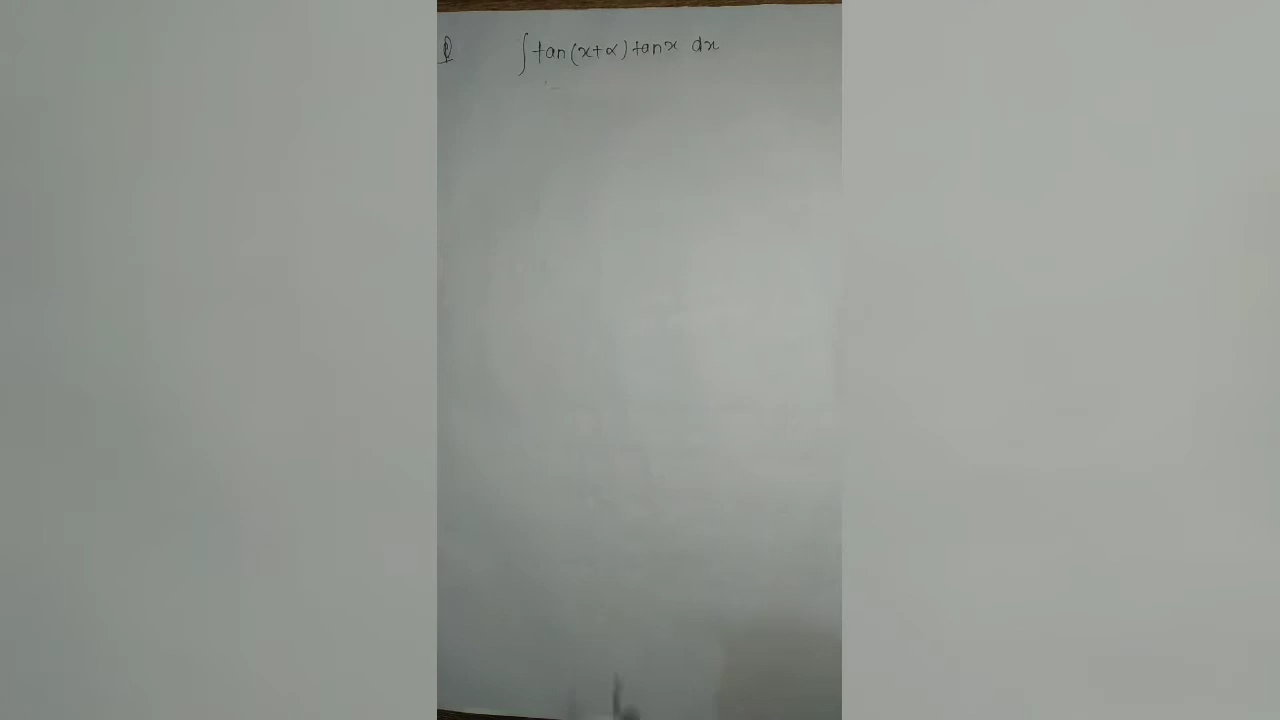 Q ∫ tan(x+α) tanx dx